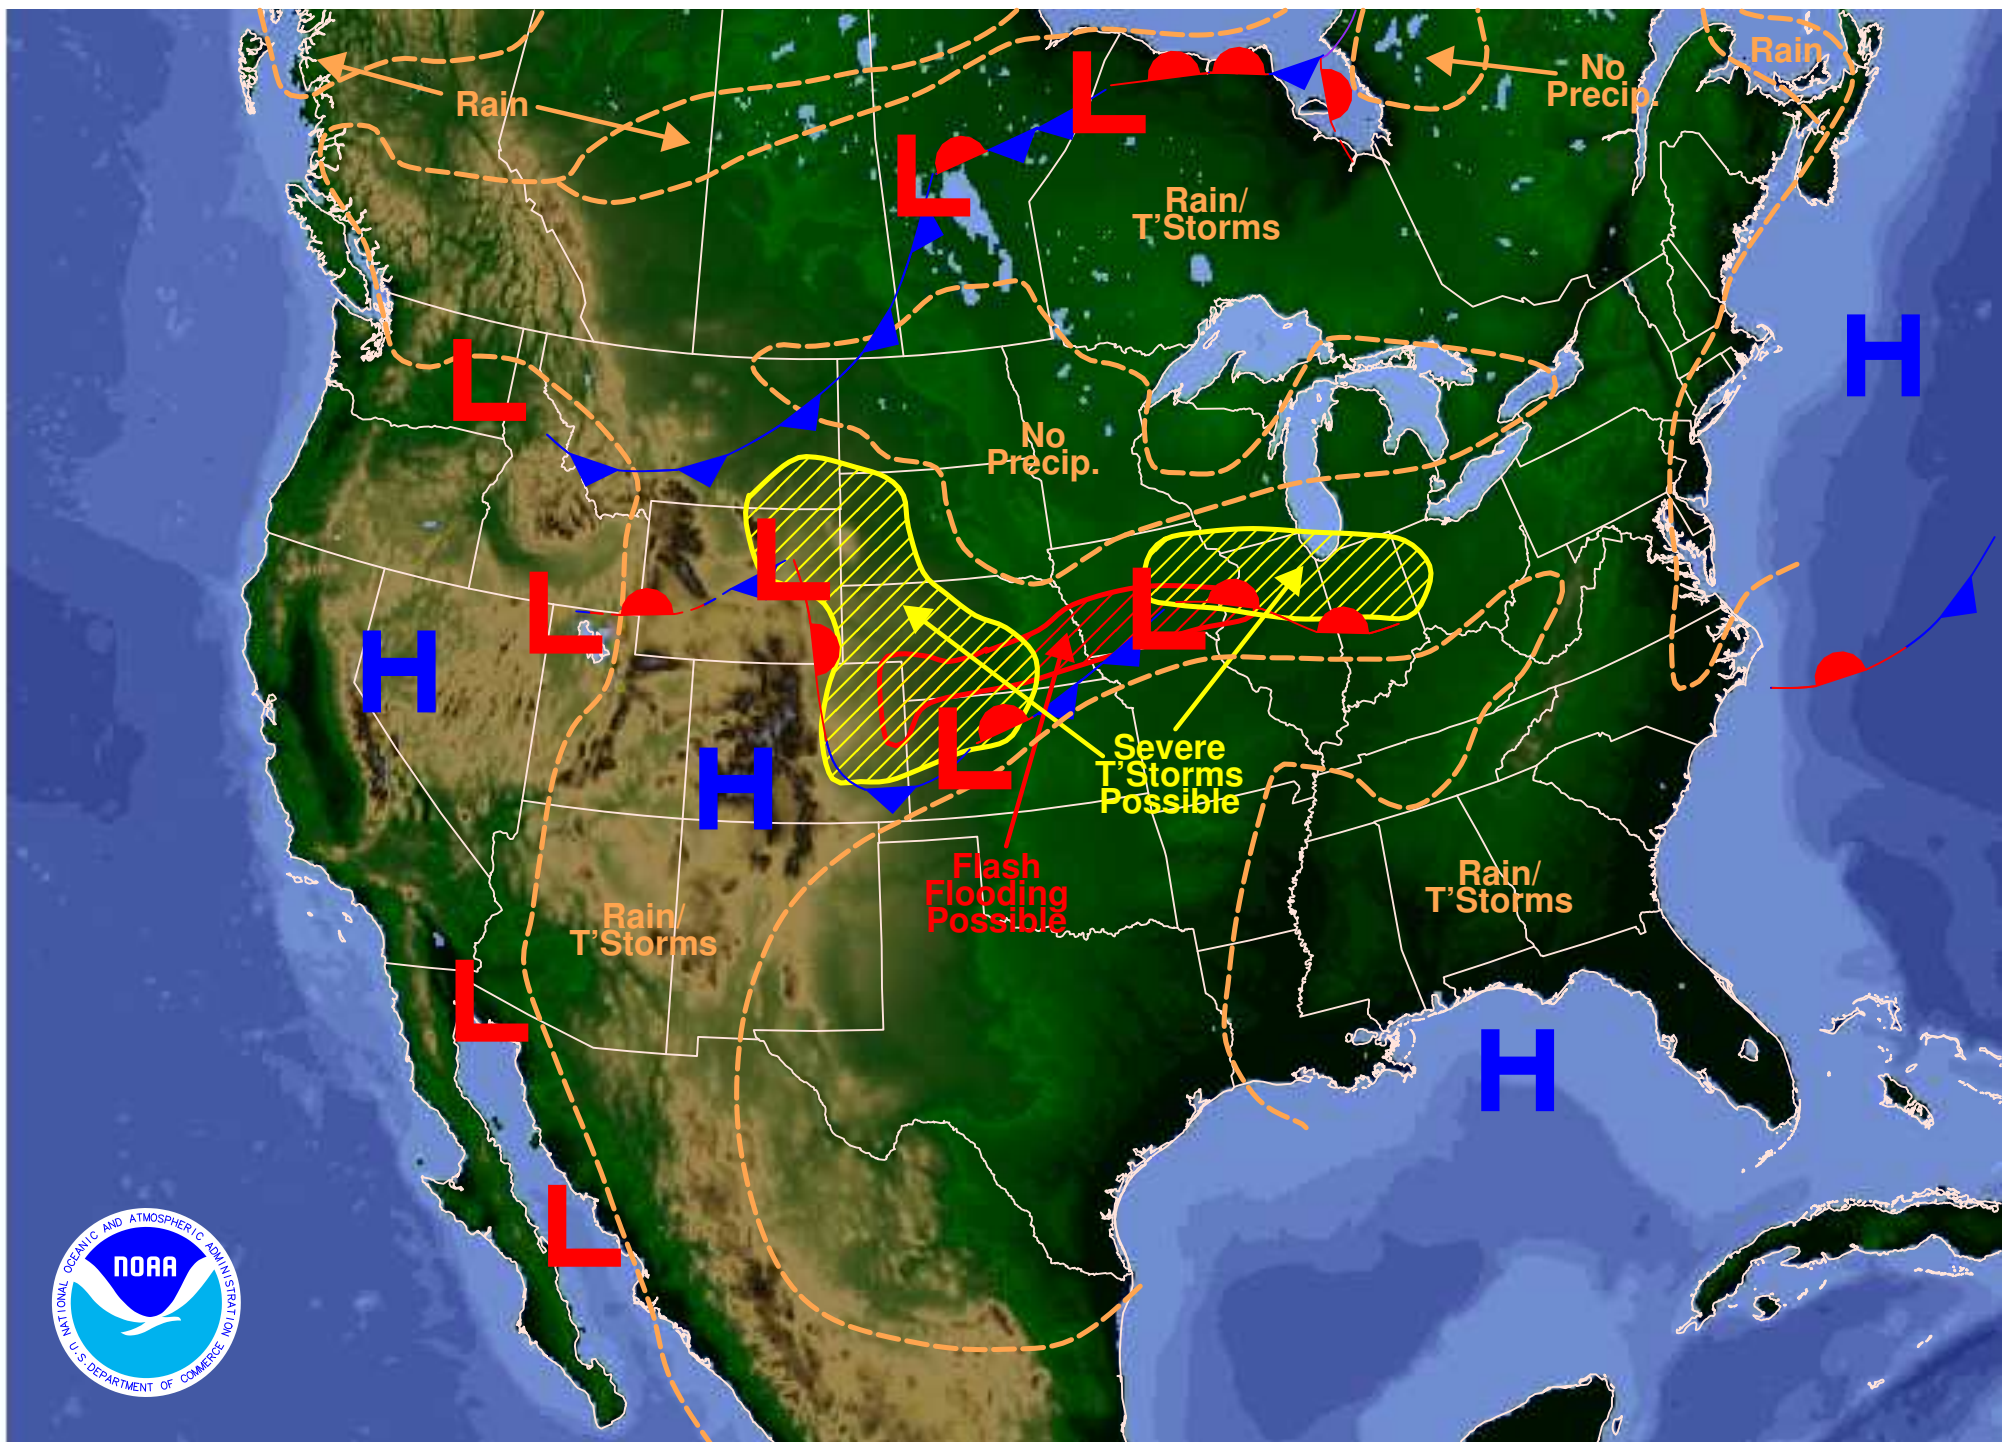 Rain
No
Precip.
Rain
Rain/
T'Storms
L
L
H
L
No
Precip.
L
L
L
H
H
L
Severe
T'Storms
Possible
Flash
Flooding
Possible
Rain/
T'Storms
Rain/
T'Storms
L
H
L
NATIONAL OCEANIC AND ATMOSPHERIC ADMINISTRATION
NOAA
U.S. DEPARTMENT OF COMMERCE